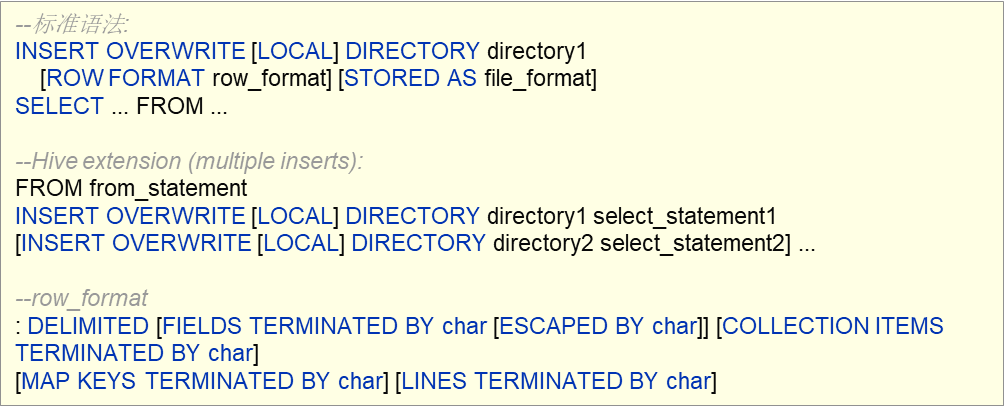 --标准语法:
INSERT OVERWRITE [LOCAL] DIRECTORY directory1
[ROW FORMAT row_format] [STORED AS file_format]
SELECT ... FROM ...
--Hive extension (multiple inserts):
FROM from_statement
INSERT OVERWRITE [LOCAL] DIRECTORY directory1 select_statement1
[INSERT OVERWRITE [LOCAL] DIRECTORY directory2 select_statement2] ...
--row_format
: DELIMITED [FIELDS TERMINATED BY char [ESCAPED BY char]] [COLLECTION ITEMS
TERMINATED BY char]
[MAP KEYS TERMINATED BY char] [LINES TERMINATED BY char]